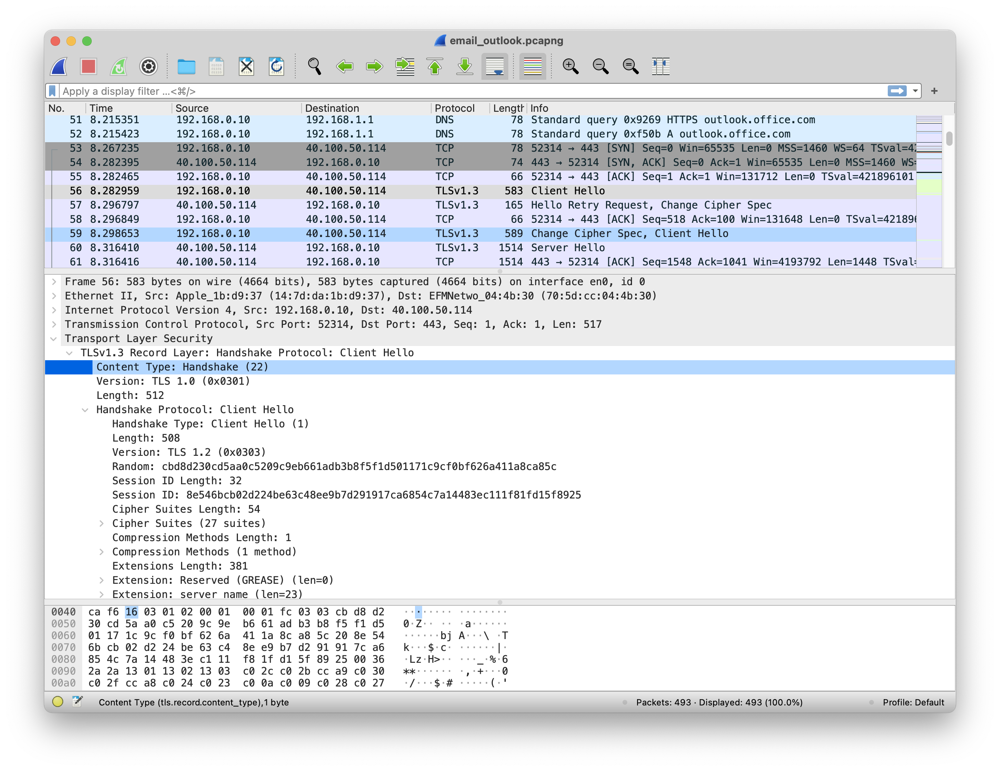 email_outlook.pcapng
Apply a display filter ...<⌘/>
No. Time Source Destination Protocol Length Info
51 8.215351 192.168.0.10 192.168.1.1 DNS 78 Standard query 0x9269 HTTPS outlook.office.com
52 8.215423 192.168.0.10 192.168.1.1 DNS 78 Standard query 0xf50b A outlook.office.com
53 8.267235 192.168.0.10 40.100.50.114 TCP 78 52314 → 443 [SYN] Seq=0 Win=65535 Len=0 MSS=1460 WS=64 TSval=42
54 8.282395 40.100.50.114 192.168.0.10 TCP 74 443 → 52314 [SYN, ACK] Seq=0 Ack=1 Win=65535 Len=0 MSS=1460 WS=
55 8.282465 192.168.0.10 40.100.50.114 TCP 66 52314 → 443 [ACK] Seq=1 Ack=1 Win=131712 Len=0 TSval=421896101
56 8.282959 192.168.0.10 40.100.50.114 TLSv1.3 583 Client Hello
57 8.296797 40.100.50.114 192.168.0.10 TLSv1.3 165 Hello Retry Request, Change Cipher Spec
58 8.296849 192.168.0.10 40.100.50.114 TCP 66 52314 → 443 [ACK] Seq=518 Ack=100 Win=131648 Len=0 TSval=421896
59 8.298653 192.168.0.10 40.100.50.114 TLSv1.3 589 Change Cipher Spec, Client Hello
60 8.316410 40.100.50.114 192.168.0.10 TLSv1.3 1514 Server Hello
61 8.316416 40.100.50.114 192.168.0.10 TCP 1514 443 → 52314 [ACK] Seq=1548 Ack=1041 Win=4193792 Len=1448 TSval=
Frame 56: 583 bytes on wire (4664 bits), 583 bytes captured (4664 bits) on interface en0, id 0
Ethernet II, Src: Apple_1b:d9:37 (14:7d:da:1b:d9:37), Dst: EFMNetwo_04:4b:30 (70:5d:cc:04:4b:30)
Internet Protocol Version 4, Src: 192.168.0.10, Dst: 40.100.50.114
Transmission Control Protocol, Src Port: 52314, Dst Port: 443, Seq: 1, Ack: 1, Len: 517
Transport Layer Security
TLSv1.3 Record Layer: Handshake Protocol: Client Hello
Content Type: Handshake (22)
Version: TLS 1.0 (0x0301)
Length: 512
Handshake Protocol: Client Hello
Handshake Type: Client Hello (1)
Length: 508
Version: TLS 1.2 (0x0303)
Random: cbd8d230cd5aa0c5209c9eb661adb3b8f5f1d501171c9cf0bf626a411a8ca85c
Session ID Length: 32
Session ID: 8e546bcb02d224be63c48ee9b7d291917ca6854c7a14483ec111f81fd15f8925
Cipher Suites Length: 54
Cipher Suites (27 suites)
Compression Methods Length: 1
Compression Methods (1 method)
Extensions Length: 381
Extension: Reserved (GREASE) (len=0)
Extension: server name (len=23)
0040 ca f6 16 03 01 02 00 01 00 01 fc 03 03 cb d8 d2 ········ ········
0050 30 cd 5a a0 c5 20 9c 9e b6 61 ad b3 b8 f5 f1 d5 0·Z·· ·· ·a······
0060 01 17 1c 9c f0 bf 62 6a 41 1a 8c a8 5c 20 8e 54 ······bj A···\ ·T
0070 6b cb 02 d2 24 be 63 c4 8e e9 b7 d2 91 91 7c a6 k···$·c· ······|·
0080 85 4c 7a 14 48 3e c1 11 f8 1f d1 5f 89 25 00 36 ·Lz·H>·· ···_·%·6
0090 2a 2a 13 01 13 02 13 03 c0 2c c0 2b cc a9 c0 30 **······ ·,·+···0
00a0 c0 2f cc a8 c0 24 c0 23 c0 0a c0 09 c0 28 c0 27 ·/···$·# ·····(·'
Content Type (tls.record.content_type),1 byte
Packets: 493 · Displayed: 493 (100.0%)
Profile: Default